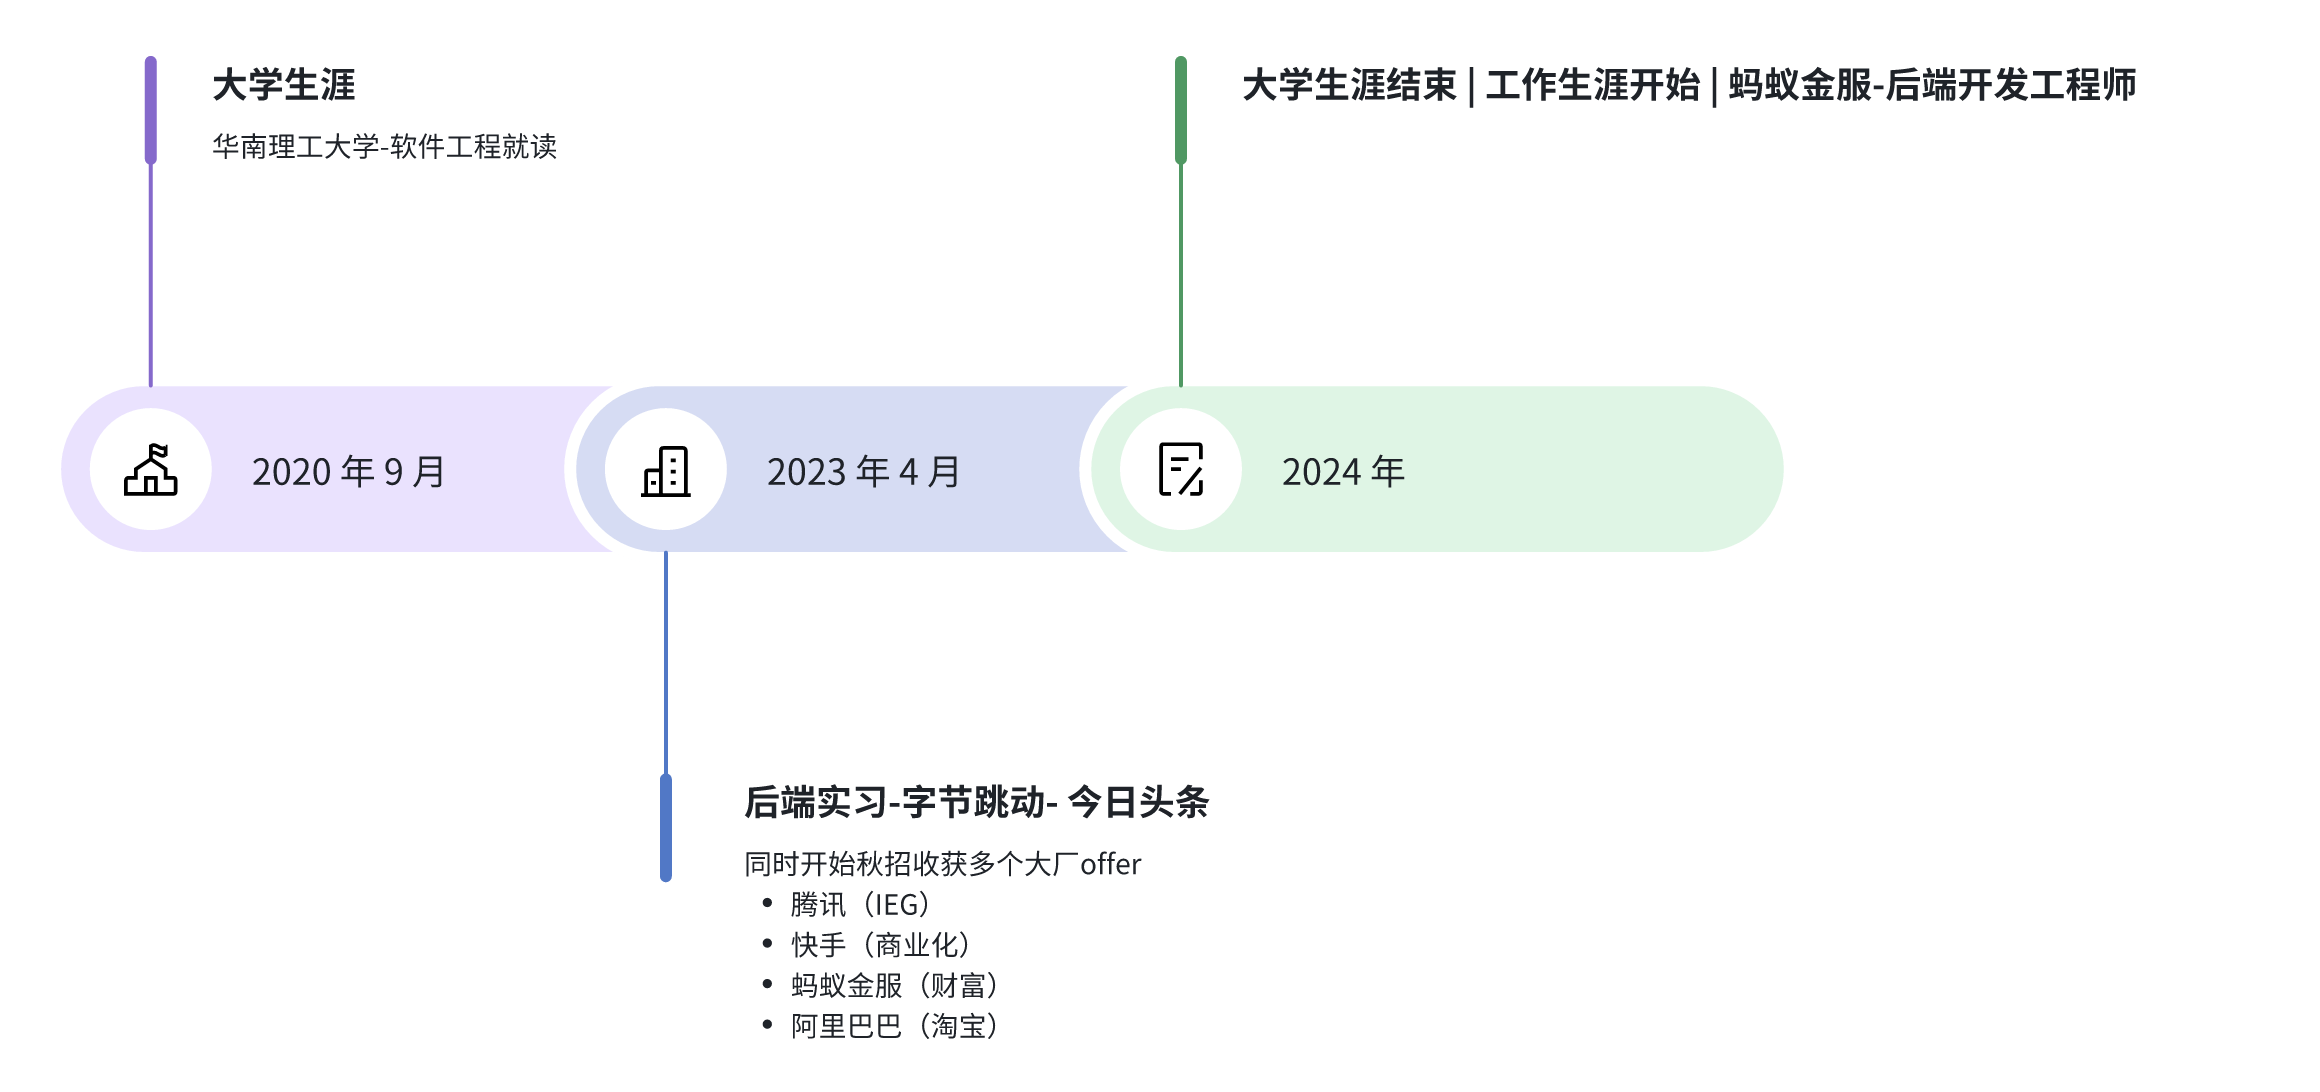 大学生涯
华南理工大学-软件工程就读
大学生涯结束 | 工作生涯开始 | 蚂蚁金服-后端开发工程师
2020 年 9 月
2023 年 4 月
2024 年
后端实习-字节跳动- 今日头条
同时开始秋招收获多个大厂offer
• 腾讯（IEG）
• 快手（商业化）
• 蚂蚁金服（财富）
• 阿里巴巴（淘宝）